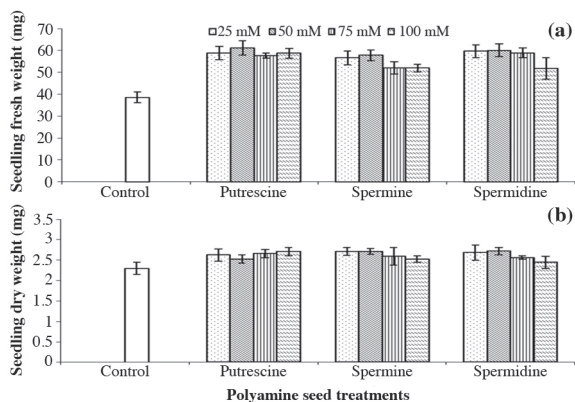 25 mM 50 mM 75 mM 100 mM
(a)
Seedling fresh weight (mg)
70
60
50
40
30
20
10
0
Control Putrescine Spermine Spermidine
(b)
Seedling dry weight (mg)
3.5
3
2.5
2
1.5
1
0.5
0
Control Putrescine Spermine Spermidine
Polyamine seed treatments